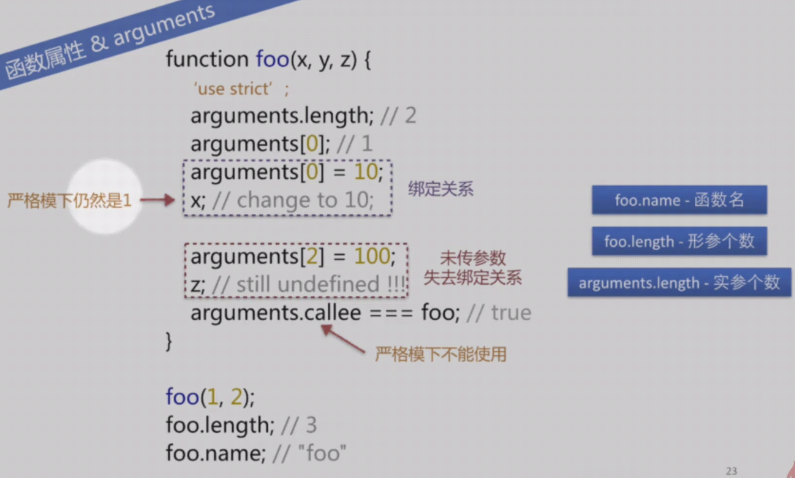 函数属性 & arguments
function foo(x, y, z) {
'use strict' ;
arguments.length; // 2
arguments[0]; // 1
arguments[0] = 10;
x; // change to 10;
绑定关系
严格模下仍然是1
arguments[2] = 100;
z; // still undefined !!!
未传参数
失去绑定关系
arguments.callee === foo; // true
严格模下不能使用
}
foo(1, 2);
foo.length; // 3
foo.name; // "foo"
foo.name - 函数名
foo.length - 形参个数
arguments.length - 实参个数
23